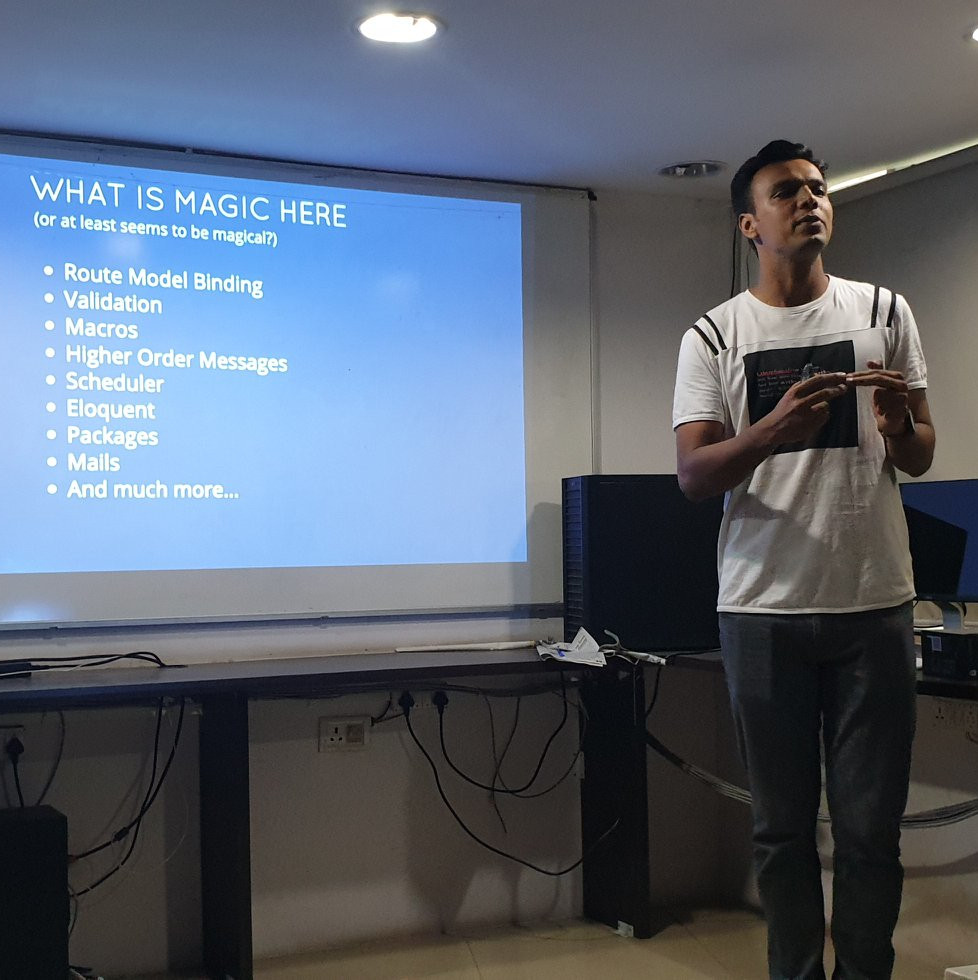 WHAT IS MAGIC HERE
(or at least seems to be magical?)
• Route Model Binding
• Validation
• Macros
• Higher Order Messages
• Scheduler
• Eloquent
• Packages
• Mails
• And much more...